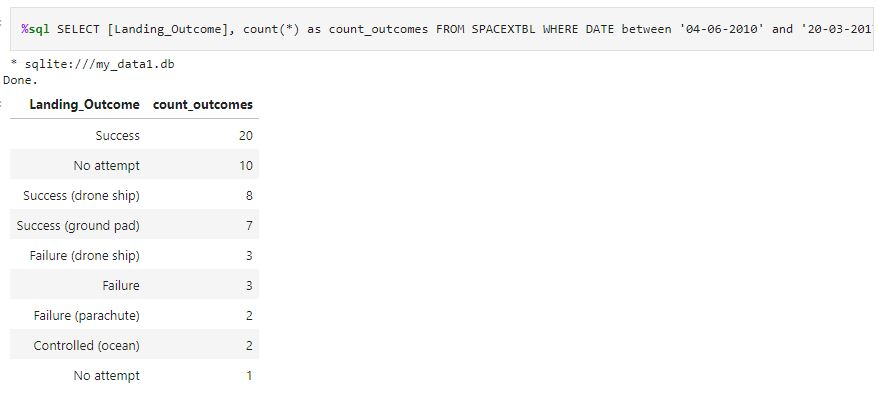 %sql SELECT [Landing_Outcome], count(*) as count_outcomes FROM SPACEXTBL WHERE DATE between '04-06-2010' and '20-03-201
* sqlite:///my_data1.db
Done.
Landing_Outcome count_outcomes
Success 20
No attempt 10
Success (drone ship) 8
Success (ground pad) 7
Failure (drone ship) 3
Failure 3
Failure (parachute) 2
Controlled (ocean) 2
No attempt 1